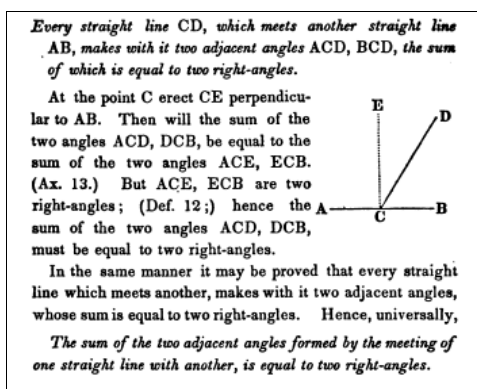 Every straight line CD, which meets another straight line
AB, makes with it two adjacent angles ACD, BCD, the sum
of which is equal to two right-angles.
At the point C erect CE perpendicu-
lar to AB. Then will the sum of the
two angles ACD, DCB, be equal to the
sum of the two angles ACE, ECB.
(Ax. 13.) But ACE, ECB are two
right-angles; (Def. 12;) hence the
sum of the two angles ACD, DCB,
must be equal to two right-angles.
E
D
A
C
B
In the same manner it may be proved that every straight
line which meets another, makes with it two adjacent angles,
whose sum is equal to two right-angles. Hence, universally,
The sum of the two adjacent angles formed by the meeting of
one straight line with another, is equal to two right-angles.